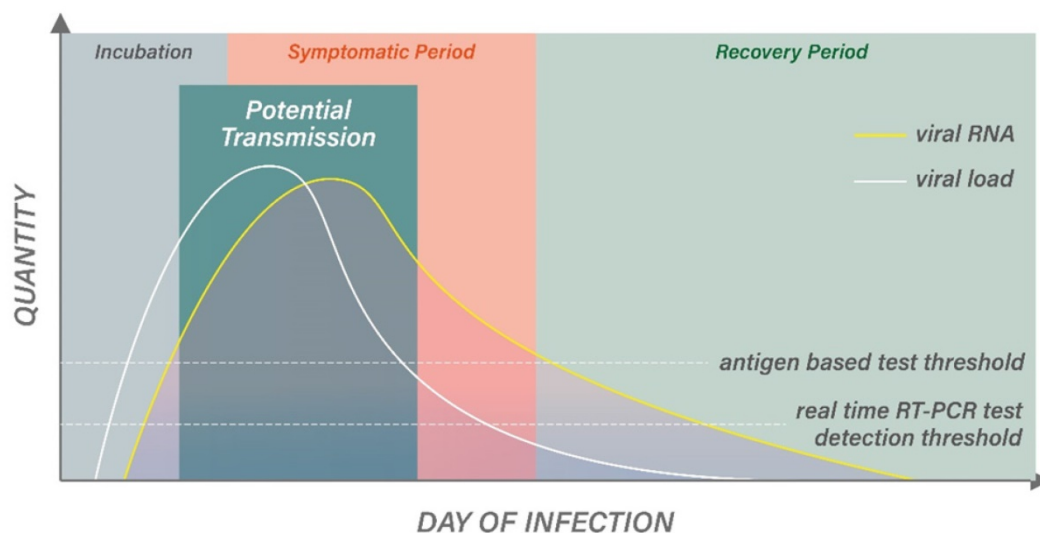 Incubation
Symptomatic Period
Recovery Period
Potential
Transmission
viral RNA
viral load
QUANTITY
antigen based test threshold
real time RT-PCR test
detection threshold
DAY OF INFECTION